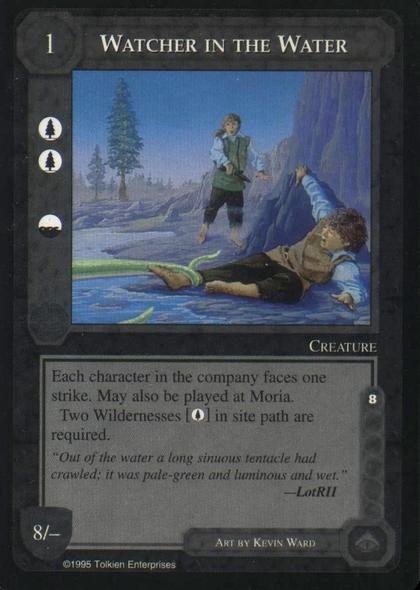 1
WATCHER IN THE WATER
CREATURE
Each character in the company faces one
strike. May also be played at Moria.
Two Wildernesses [ ] in site path are
required.
8
“Out of the water a long sinuous tentacle had
crawled; it was pale-green and luminous and wet.”
—LotRII
8/–
ART BY KEVIN WARD
©1995 Tolkien Enterprises